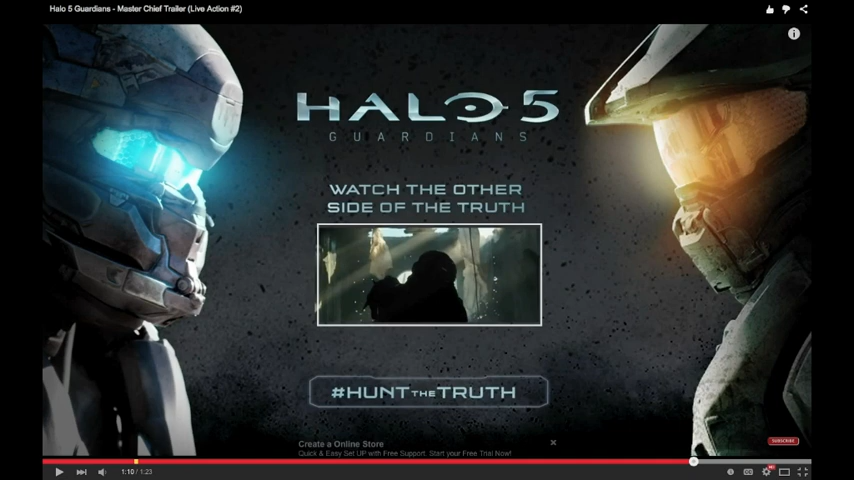 Halo 5 Guardians - Master Chief Trailer (Live Action #2)
HALO 5
GUARDIANS
WATCH THE OTHER
SIDE OF THE TRUTH
#HUNT THE TRUTH
Create a Online Store
Quick & Easy Set UP with Free Support. Start your Free Trial Now!
SUBSCRIBE
1:10 / 1:23